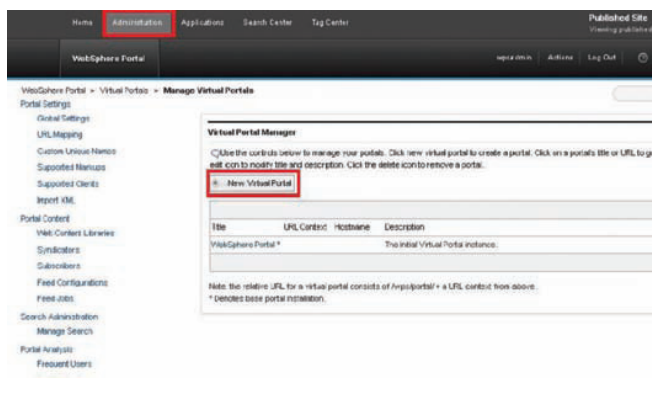 Home Administration Applications Search Center Tag Center
Published Site
Viewing published
WebSphere Portal
wpsadmin Actions Log Out
WebSphere Portal > Virtual Portals > Manage Virtual Portals
Portal Settings
Global Settings
URL Mapping
Custom Unique Names
Supported Markups
Supported Clients
Import XML
Portal Content
Web Content Libraries
Syndicators
Subscribers
Feed Configurations
Feed Jobs
Search Administration
Manage Search
Portal Analysis
Frequent Users
Virtual Portal Manager
Use the controls below to manage your portals. Click new virtual portal to create a portal. Click on a portal's title or URL to go
edit icon to modify title and description. Click the delete icon to remove a portal.
New Virtual Portal
Title URL Context Hostname Description
WebSphere Portal * The initial Virtual Portal instance.
Note: the relative URL for a virtual portal consists of /wps/portal/ + a URL context from above.
* Denotes base portal installation.